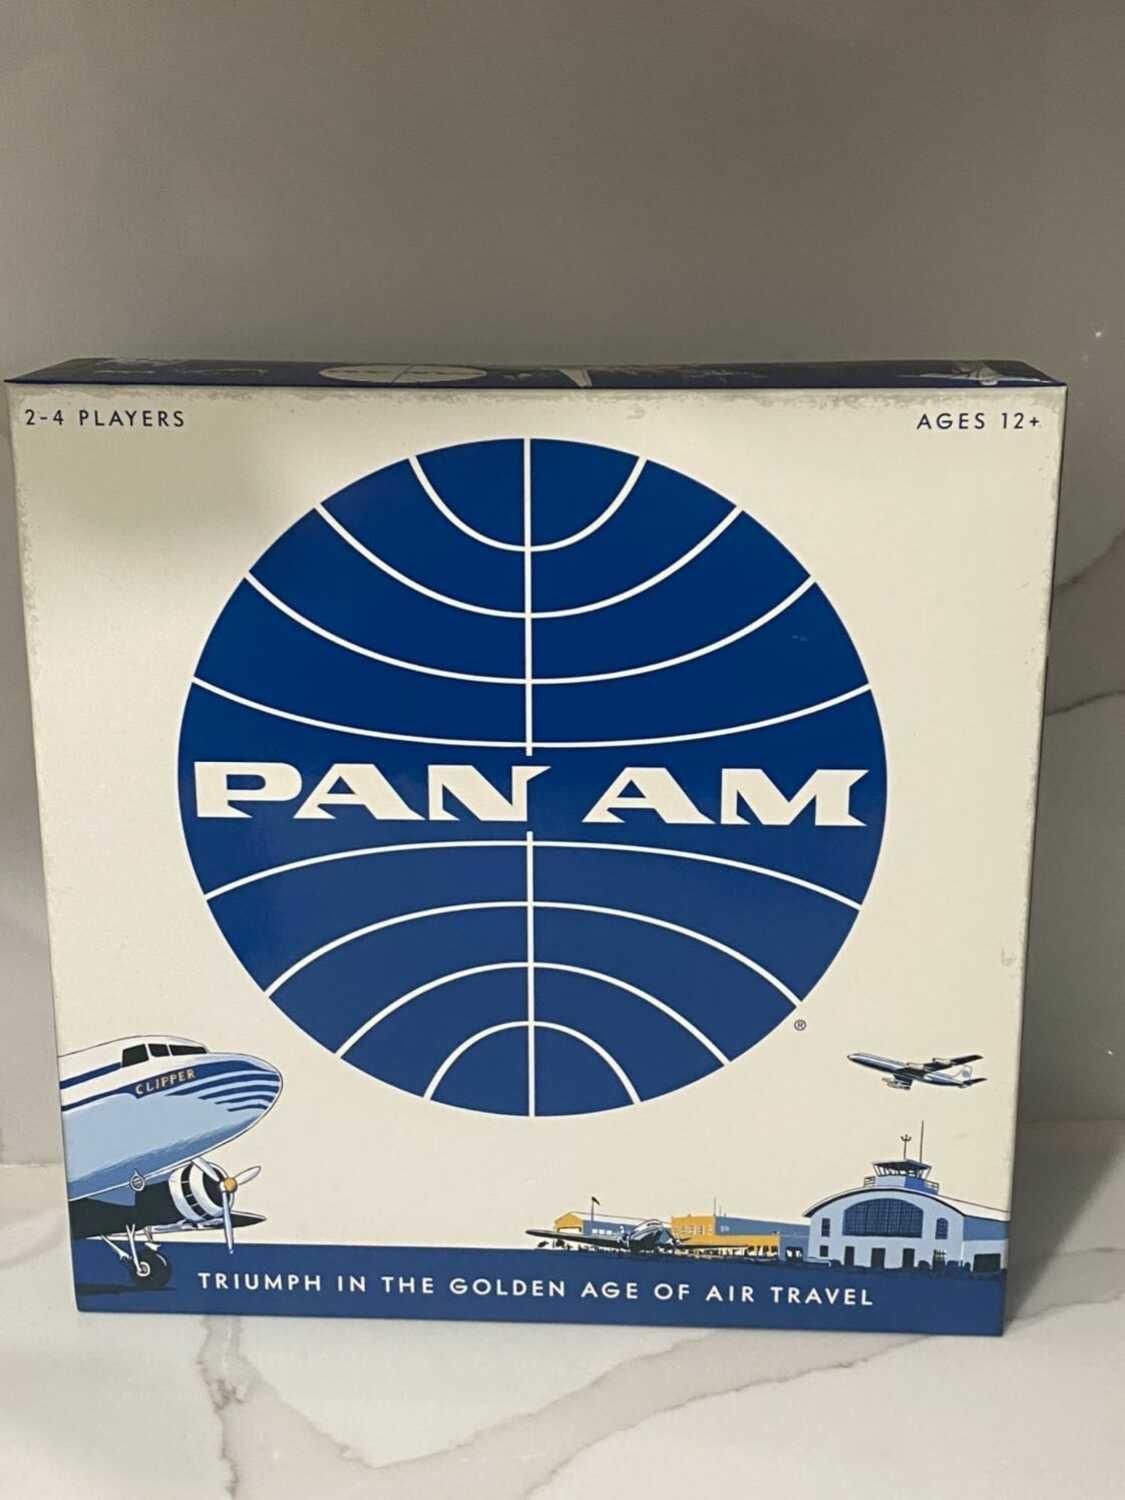 2-4 PLAYERS
AGES 12+
PAN AM
®
CLIPPER
TRIUMPH IN THE GOLDEN AGE OF AIR TRAVEL